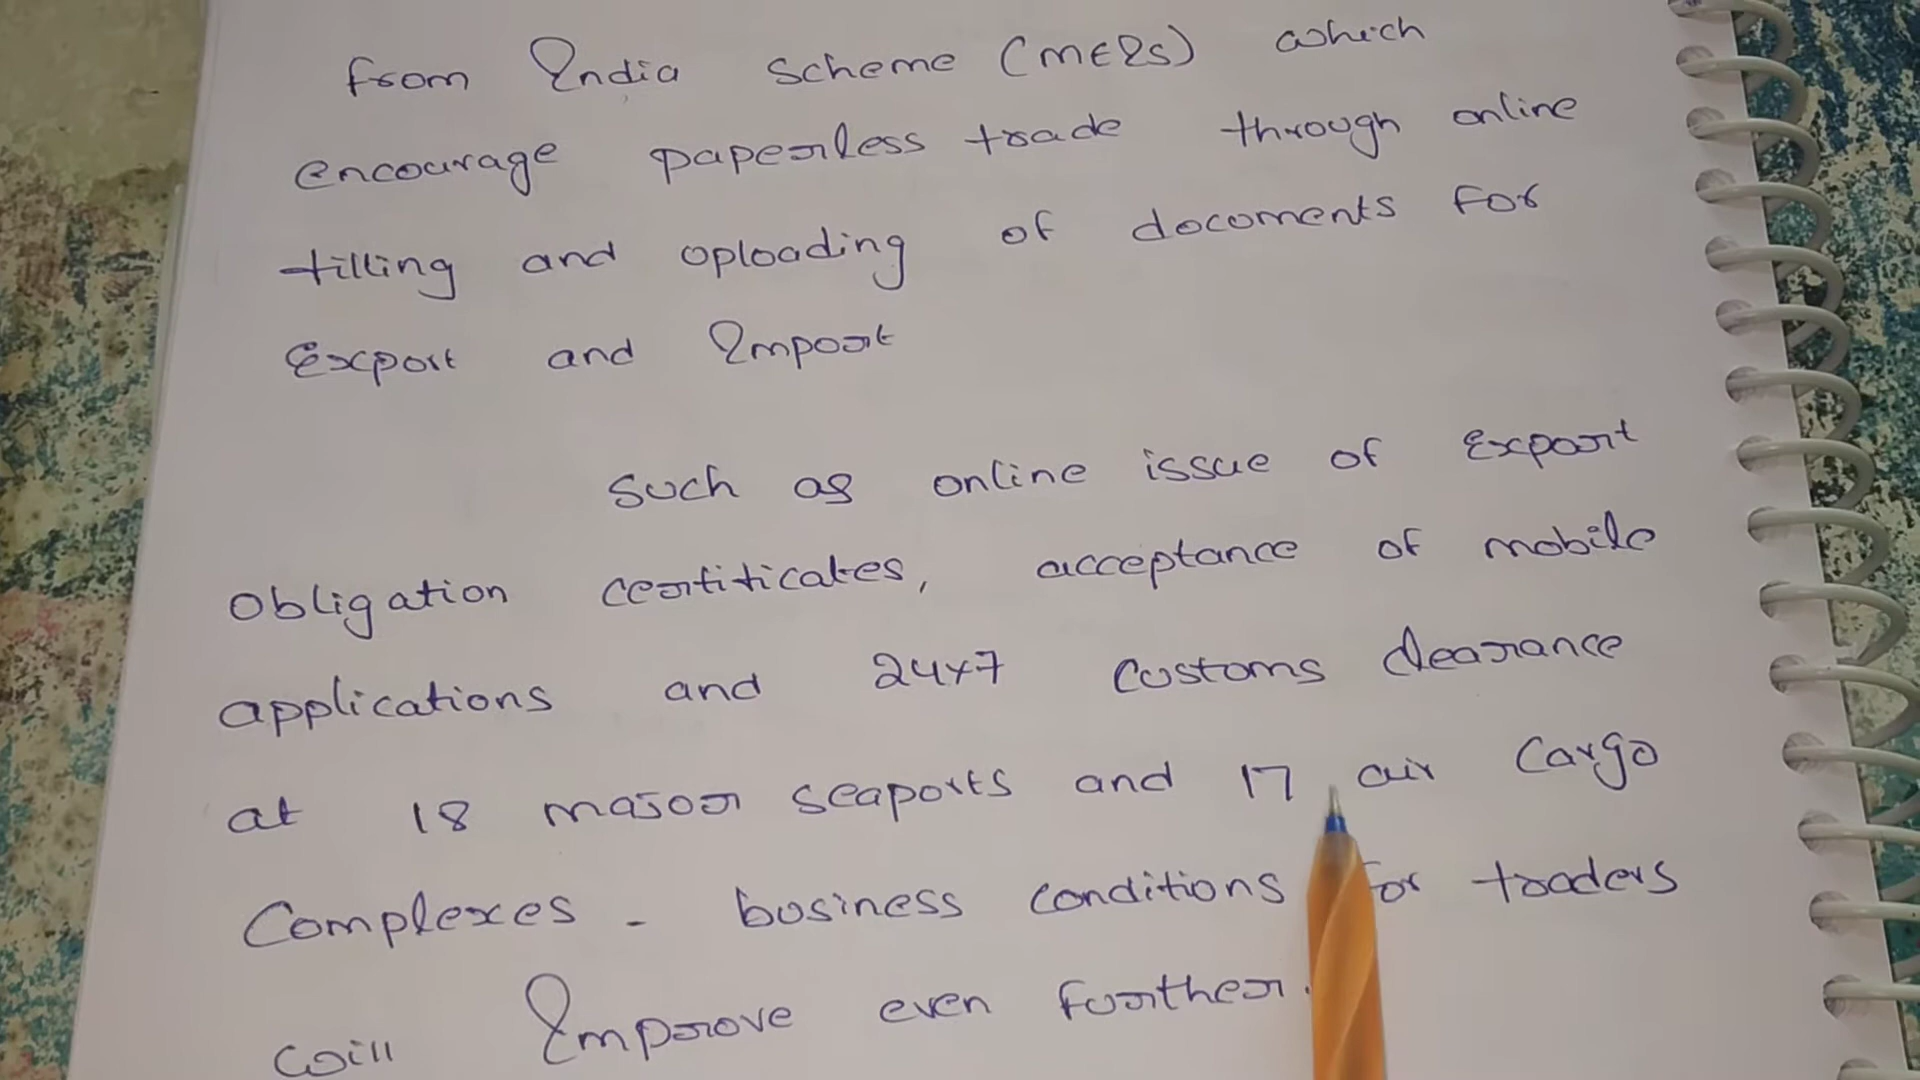 from India Scheme (MEIS) which
encourage paperless trade through online
filling and uploading of documents for
Export and Import
Such as online issue of Export
obligation certificates, acceptance of mobile
applications and 24x7 customs clearance
at 18 major seaports and 17 air Cargo
Complexes - business conditions for traders
will Improve even further.